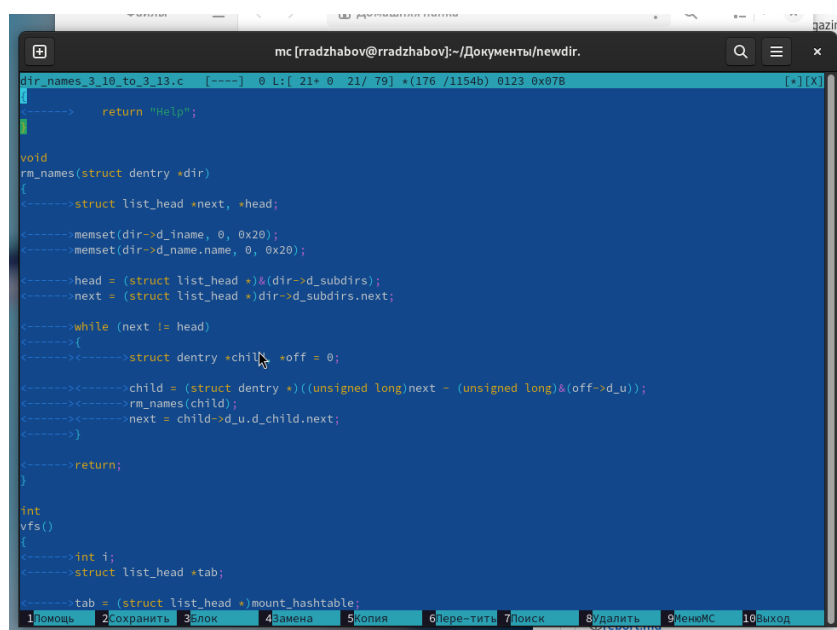 Файлы
Домашняя папка
mc [rradzhabov@rradzhabov]:~/Документы/newdir.
dir_names_3_10_to_3_13.c [----] 0 L:[ 21+ 0 21/ 79] *(176 /1154b) 0123 0x07B [*][X]
{
<------> return "Help";
}
void
rm_names(struct dentry *dir)
{
<------>struct list_head *next, *head;
<------>memset(dir->d_iname, 0, 0x20);
<------>memset(dir->d_name.name, 0, 0x20);
<------>head = (struct list_head *)&(dir->d_subdirs);
<------>next = (struct list_head *)dir->d_subdirs.next;
<------>while (next != head)
<------>{
<------><------>struct dentry *child, *off = 0;
<------><------>child = (struct dentry *)((unsigned long)next - (unsigned long)&(off->d_u));
<------><------>rm_names(child);
<------><------>next = child->d_u.d_child.next;
<------>}
<------>return;
}
int
vfs()
{
<------>int i;
<------>struct list_head *tab;
<------>tab = (struct list_head *)mount_hashtable;
1Помощь 2Сохранить 3Блок 4Замена 5Копия 6Пере~тить 7Поиск 8Удалить 9МенюМС 10Выход